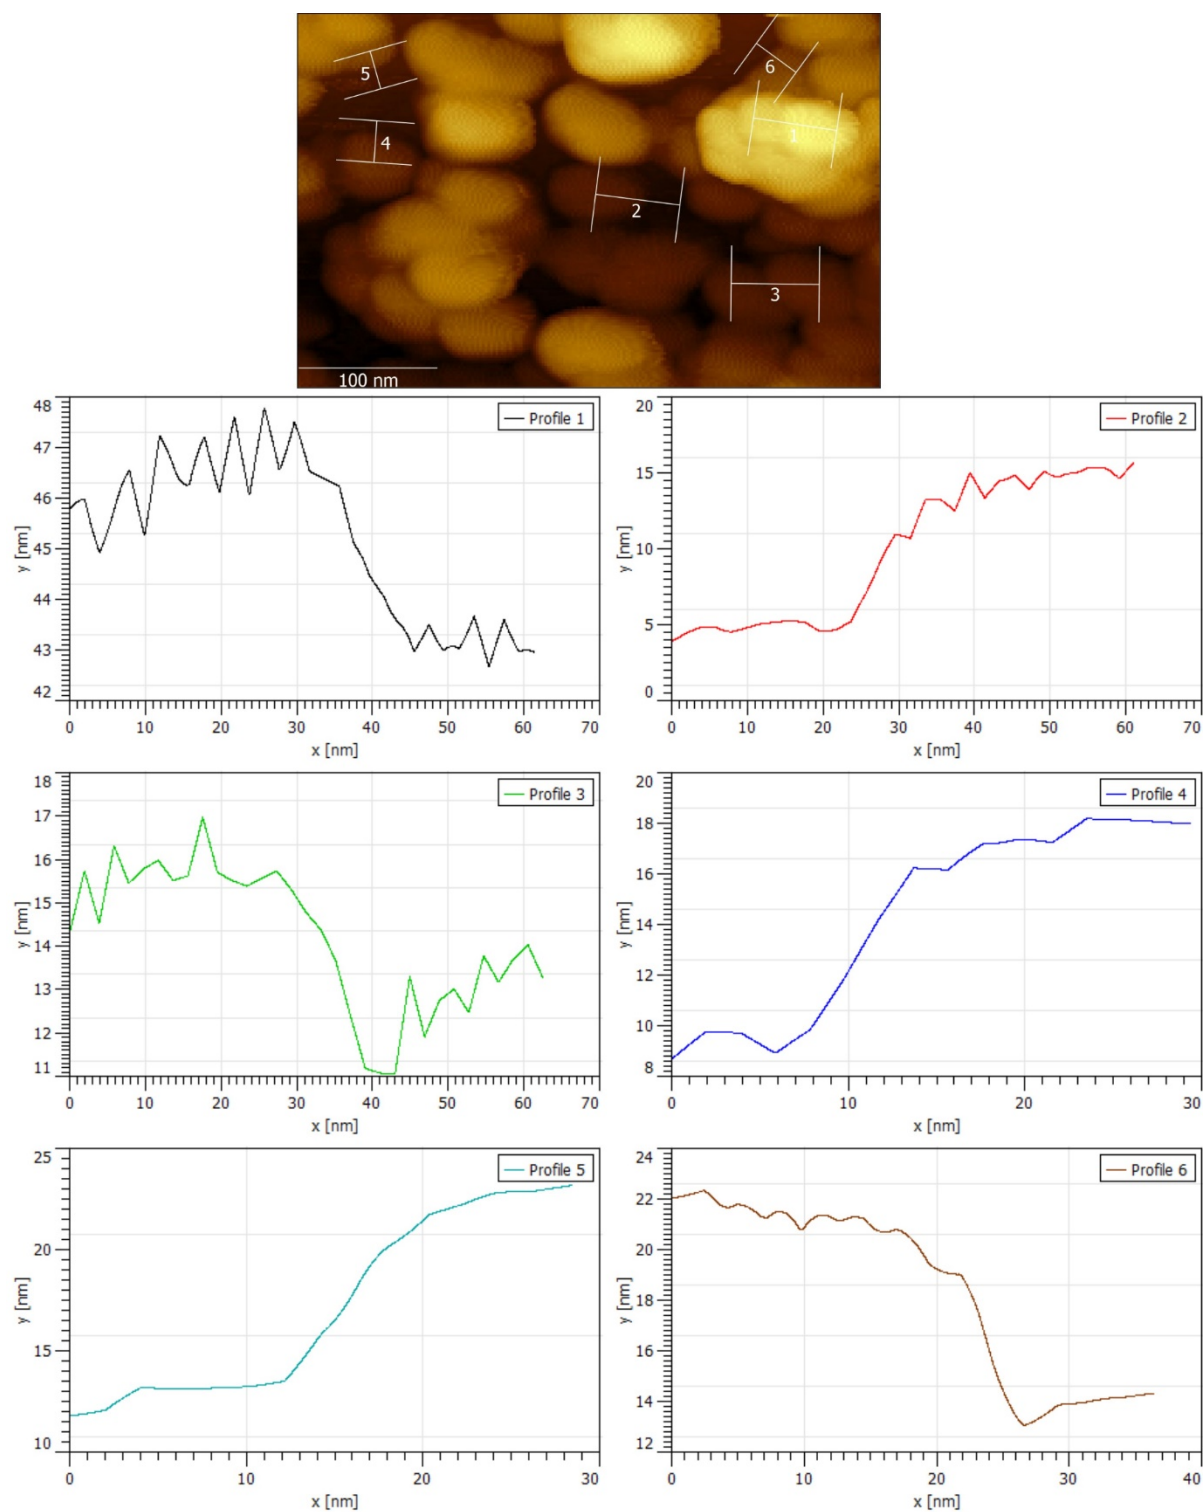 5
6
4
1
2
3
100 nm
Profile 1
48
47
46
45
44
43
42
y [nm]
0 10 20 30 40 50 60 70
x [nm]
Profile 2
20
15
10
5
0
y [nm]
0 10 20 30 40 50 60 70
x [nm]
Profile 3
18
17
16
15
14
13
12
11
y [nm]
0 10 20 30 40 50 60 70
x [nm]
Profile 4
20
18
16
14
12
10
8
y [nm]
0 10 20 30
x [nm]
Profile 5
25
20
15
10
y [nm]
0 10 20 30
x [nm]
Profile 6
24
22
20
18
16
14
12
y [nm]
0 10 20 30 40
x [nm]